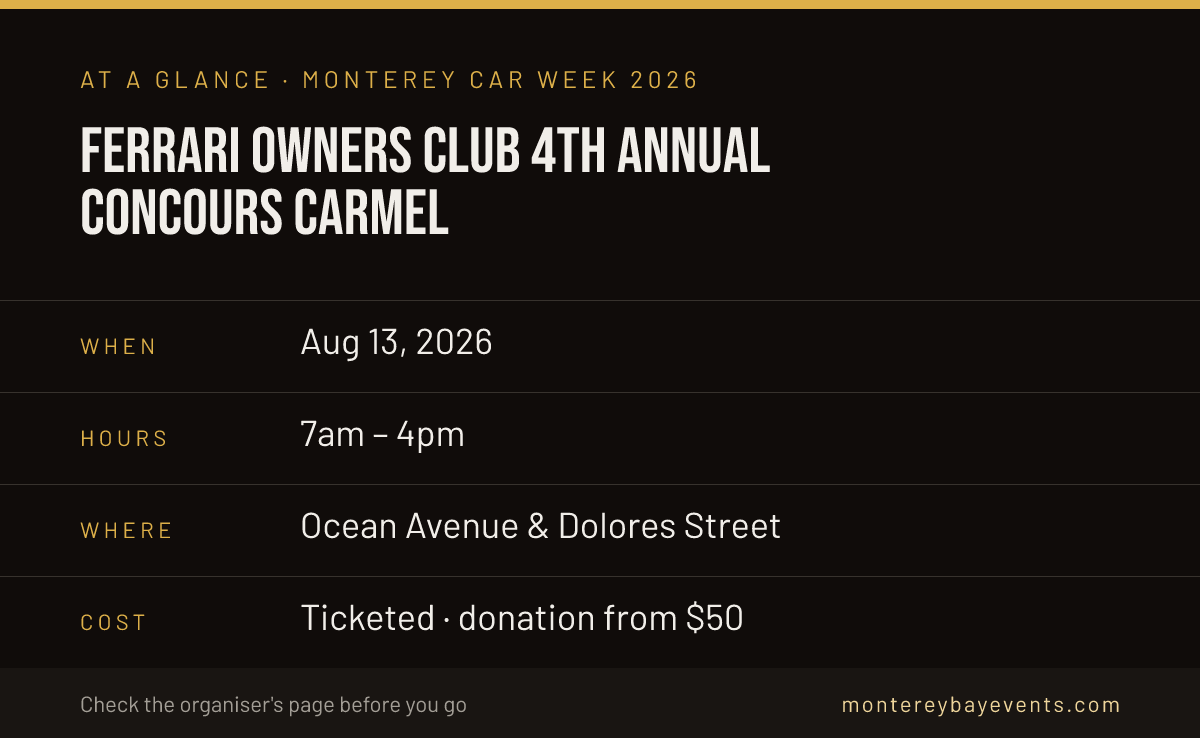 AT A GLANCE · MONTEREY CAR WEEK 2026
FERRARI OWNERS CLUB 4TH ANNUAL
CONCOURS CARMEL
WHEN Aug 13, 2026
HOURS 7am – 4pm
WHERE Ocean Avenue & Dolores Street
COST Ticketed · donation from $50
Check the organiser's page before you go montereybayevents.com